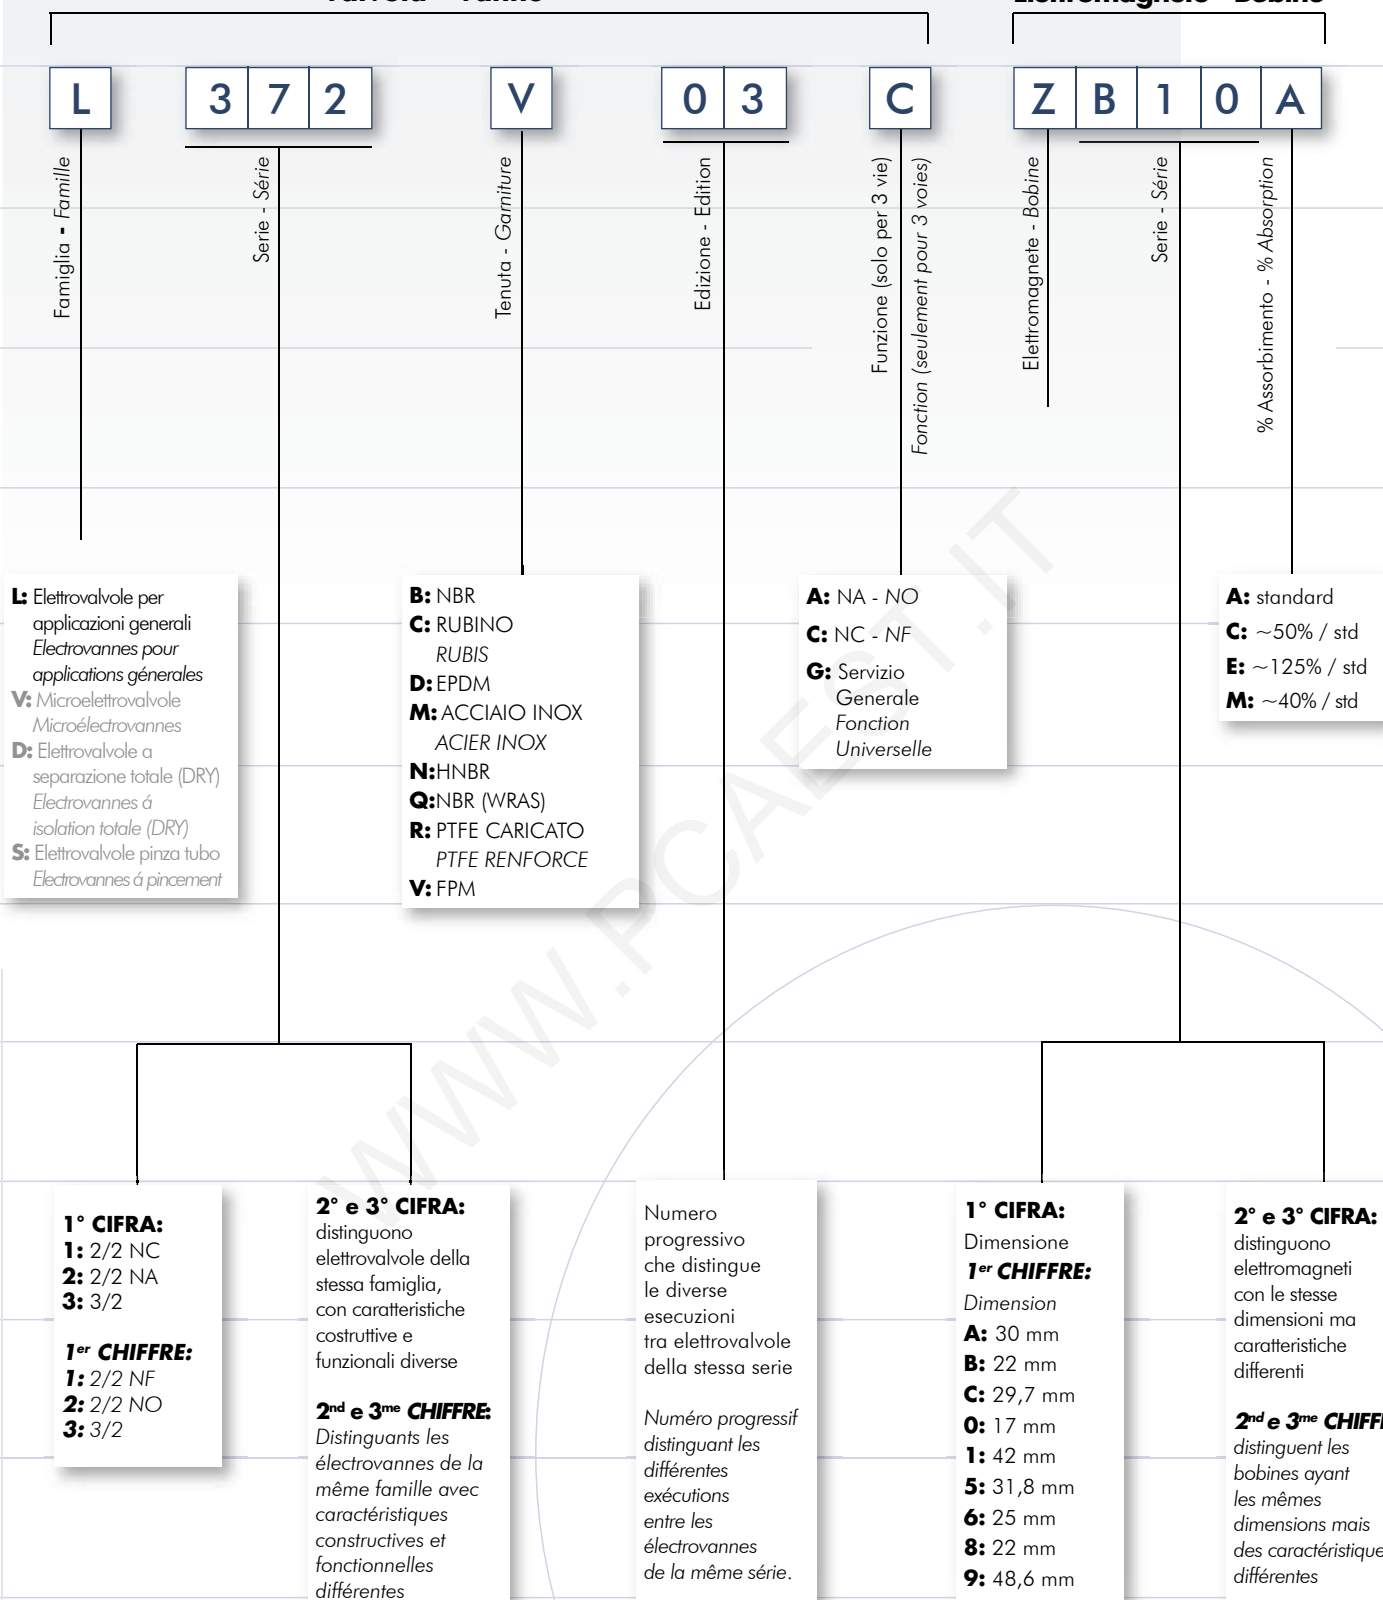 L 3 7 2 V 0 3 C Z B 1 0 A
Famiglia - Famille
Serie - Série
Tenuta - Garniture
Edizione - Edition
Funzione (solo per 3 vie)
Fonction (seulement pour 3 voies)
Elettromagnete - Bobine
Serie - Série
% Assorbimento - % Absorption
L: Elettrovalvole per
applicazioni generali
Electrovannes pour
applications génerales
V: Microelettrovalvole
Microélectrovannes
D: Elettrovalvole a
separazione totale (DRY)
Electrovannes á
isolation totale (DRY)
S: Elettrovalvole pinza tubo
Electrovannes á pincement
B: NBR
C: RUBINO
RUBIS
D: EPDM
M: ACCIAIO INOX
ACIER INOX
N: HNBR
Q: NBR (WRAS)
R: PTFE CARICATO
PTFE RENFORCE
V: FPM
A: NA - NO
C: NC - NF
G: Servizio
Generale
Fonction
Universelle
A: standard
C: ~50% / std
E: ~125% / std
M: ~40% / std
WWW.PCAEST.IT
1° CIFRA:
1: 2/2 NC
2: 2/2 NA
3: 3/2
1er CHIFFRE:
1: 2/2 NF
2: 2/2 NO
3: 3/2
2° e 3° CIFRA:
distinguono
elettrovalvole della
stessa famiglia,
con caratteristiche
costruttive e
funzionali diverse
2nd e 3me CHIFFRE:
Distinguants les
électrovannes de la
même famille avec
caractéristiques
constructives et
fonctionnelles
différentes
Numero
progressivo
che distingue
le diverse
esecuzioni
tra elettrovalvole
della stessa serie
Numéro progressif
distinguant les
différentes
exécutions
entre les
électrovannes
de la même série.
1° CIFRA:
Dimensione
1er CHIFFRE:
Dimension
A: 30 mm
B: 22 mm
C: 29,7 mm
0: 17 mm
1: 42 mm
5: 31,8 mm
6: 25 mm
8: 22 mm
9: 48,6 mm
2° e 3° CIFRA:
distinguono
elettromagneti
con le stesse
dimensioni ma
caratteristiche
differenti
2nd e 3me CHIFF
distinguent les
bobines ayant
les mêmes
dimensions mais
des caractéristique
différentes